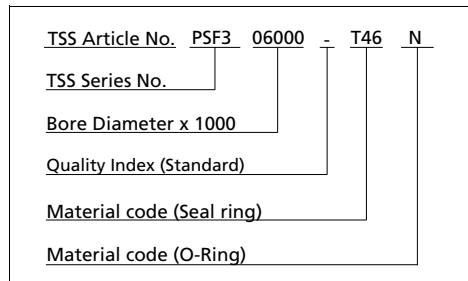 TSS Article No. PSF3 06000 - T46 N
TSS Series No.
Bore Diameter x 1000
Quality Index (Standard)
Material code (Seal ring)
Material code (O-Ring)